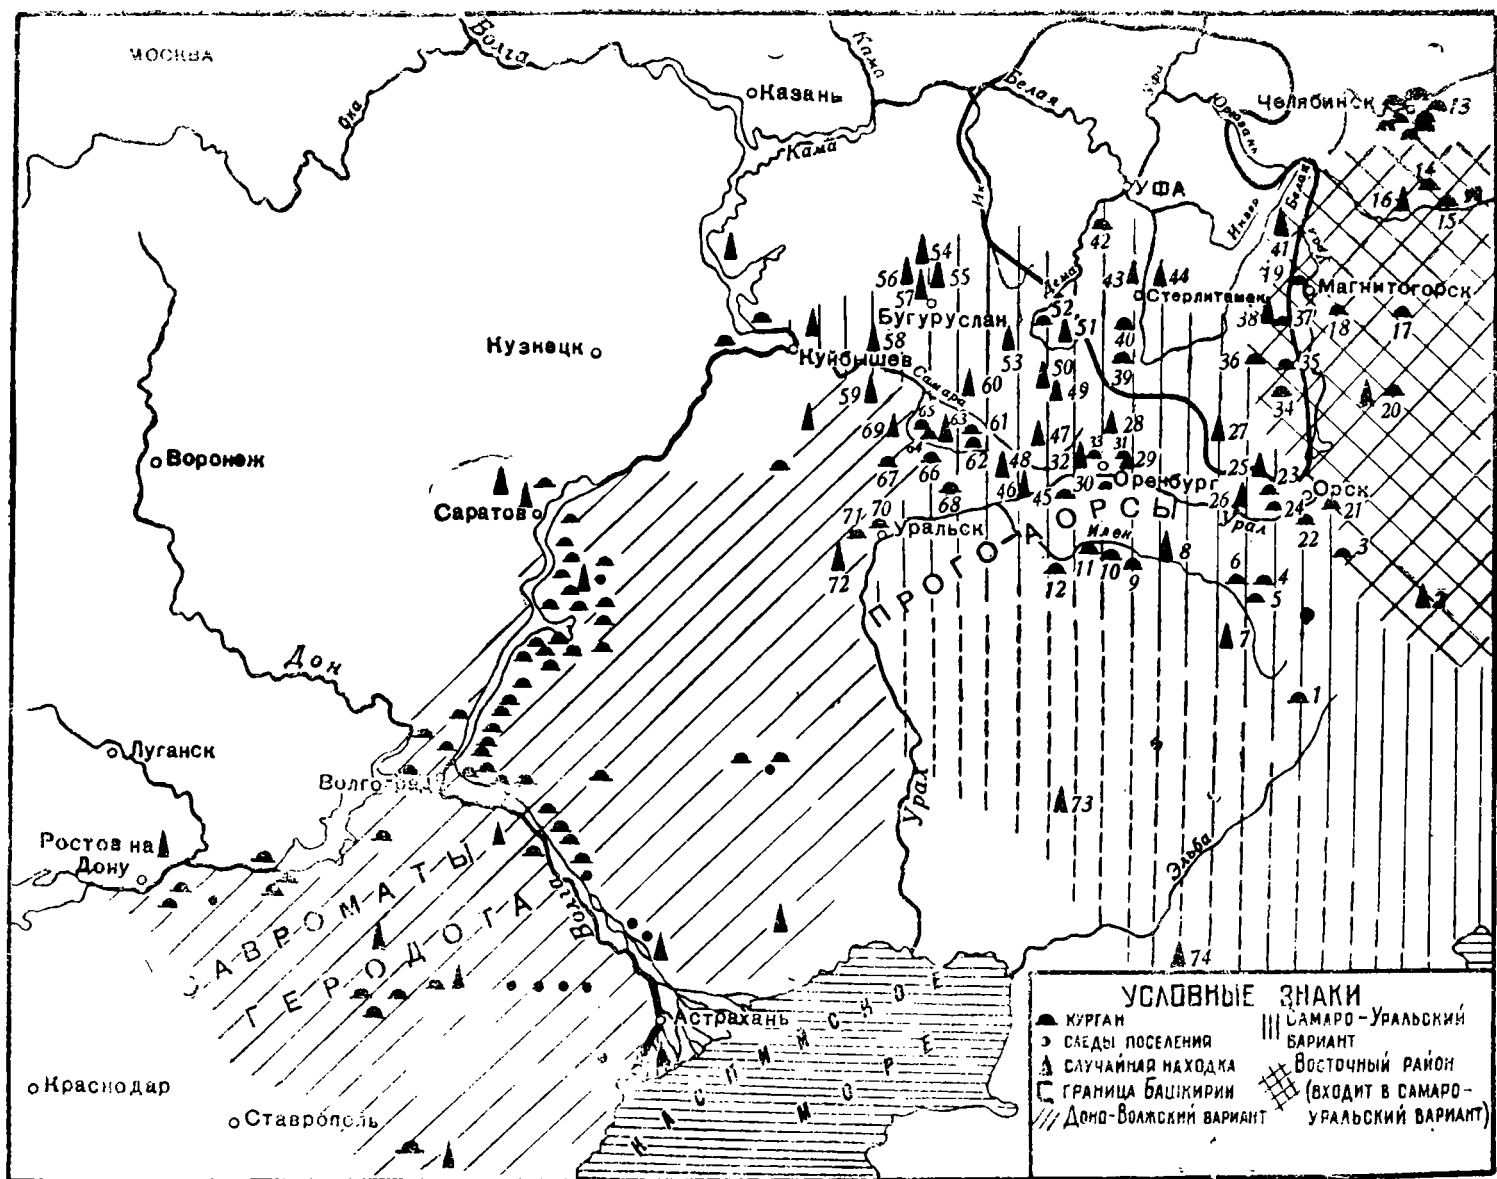 МОСКВА
Волга
Ока
Казань
Кама
Кама
Белая
Уфа
Юрюзань
Челябинск
13
Ик
УФА
Инзер
Белая
14
16
15
41
Урал
42
54
56
55
57
Бугуруслан
Дема
52
51
43
44
Стерлитамак
19
Магнитогорск
38
37
18
17
Кузнецк
Куйбышев
58
53
40
36
35
39
Самара
59
60
50
49
34
20
Воронеж
65
63
61
69
64
62
47
28
27
33
31
29
32
67
66
48
25
23
Саратов
68
46
45
30
Оренбург
26
Орск
24
21
22
71
70
Уральск
Урал
72
ПРОГО-АОРСЫ
Илек
11
10
9
12
8
6
4
5
3
7
1
Дон
Луганск
Волгоград
Урал
73
Эльба
Ростов на
Дону
САВРОМАТЫ
ГЕРОДОТА
Волга
74
Астрахань
КАСПИЙСКОЕ
МОРЕ
Краснодар
Ставрополь
УСЛОВНЫЕ ЗНАКИ
КУРГАН
СЛЕДЫ ПОСЕЛЕНИЯ
СЛУЧАЙНАЯ НАХОДКА
ГРАНИЦА БАШКИРИИ
ДОНО-ВОЛЖСКИЙ ВАРИАНТ
САМАРО-УРАЛЬСКИЙ
ВАРИАНТ
ВОСТОЧНЫЙ РАЙОН
(ВХОДИТ В САМАРО-
УРАЛЬСКИЙ ВАРИАНТ)